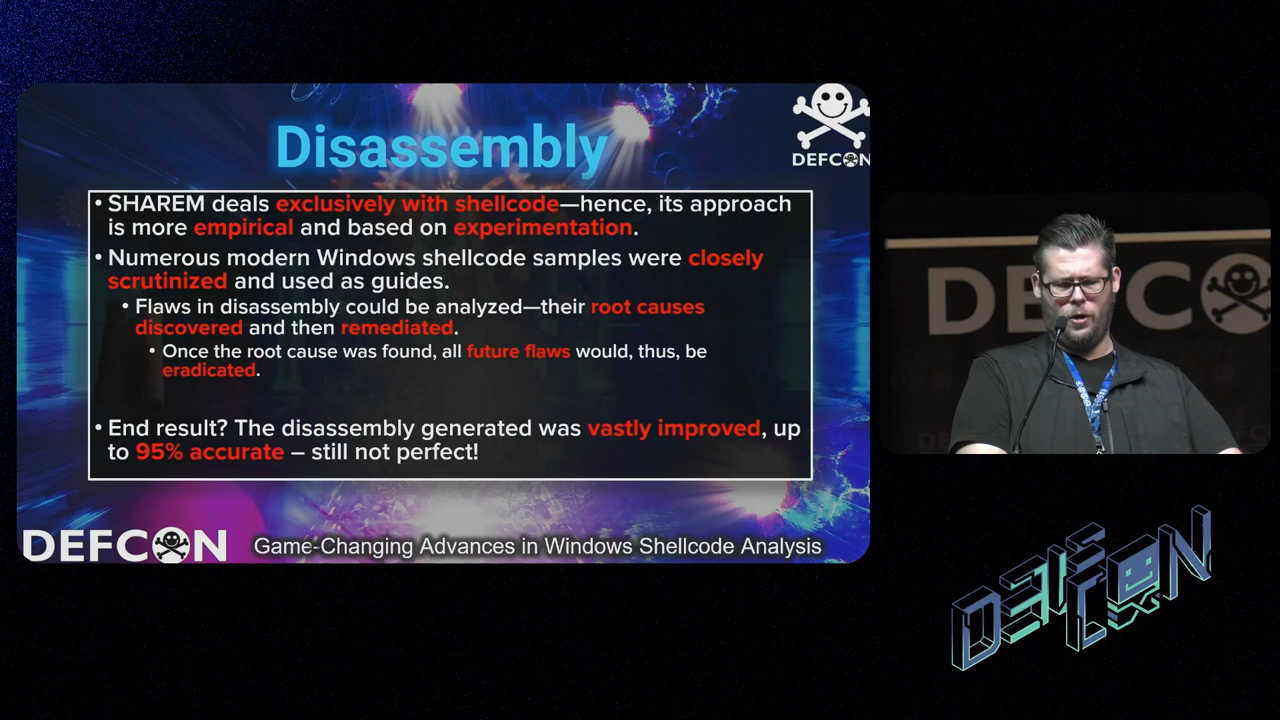 Disassembly
DEFCON
• SHAREM deals exclusively with shellcode—hence, its approach
is more empirical and based on experimentation.
• Numerous modern Windows shellcode samples were closely
scrutinized and used as guides.
• Flaws in disassembly could be analyzed—their root causes
discovered and then remediated.
• Once the root cause was found, all future flaws would, thus, be
eradicated.
• End result? The disassembly generated was vastly improved, up
to 95% accurate – still not perfect!
DEFCON
Game-Changing Advances in Windows Shellcode Analysis
DEFC
DEFCON